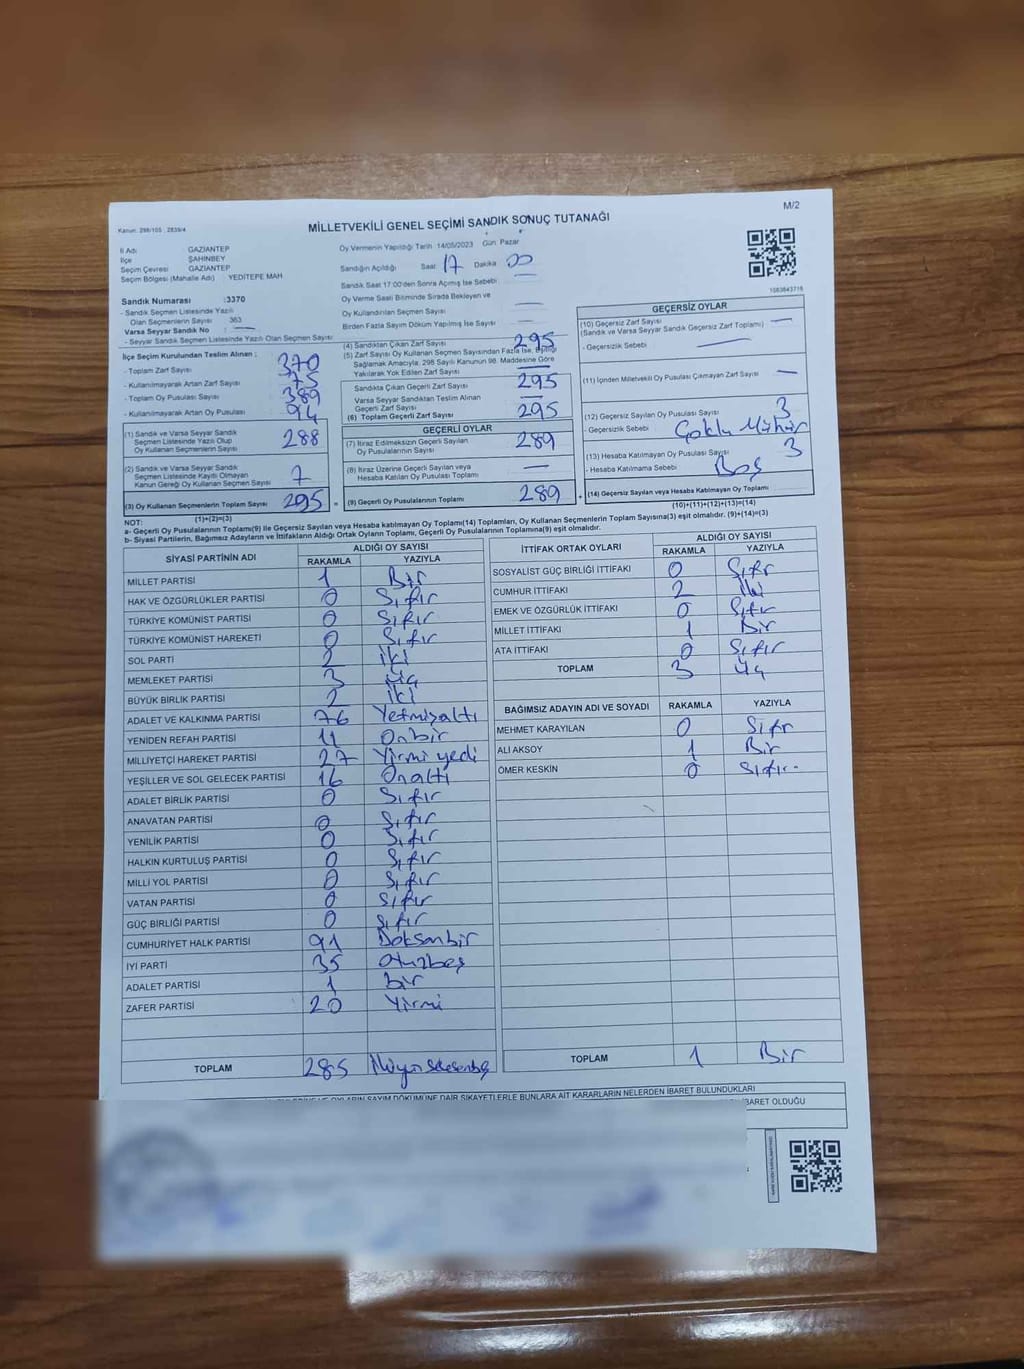 M/2
MİLLETVEKİLİ GENEL SEÇİMİ SANDIK SONUÇ TUTANAĞI
Kanun: 298/105 , 2839/4
İl Adı GAZİANTEP
İlçe ŞAHİNBEY
Seçim Çevresi GAZİANTEP
Seçim Bölgesi (Mahalle Adı) YEDİTEPE MAH
Sandık Numarası :3370
- Sandık Seçmen Listesinde Yazılı
Olan Seçmenlerin Sayısı 363
Varsa Seyyar Sandık No : —
- Seyyar Sandık Seçmen Listesinde Yazılı Olan Seçmen Sayısı
İlçe Seçim Kurulundan Teslim Alınan ;
- Toplam Zarf Sayısı 370
- Kullanılmayarak Artan Zarf Sayısı 75
- Toplam Oy Pusulası Sayısı 389
- Kullanılmayarak Artan Oy Pusulası 94
(1) Sandık ve Varsa Seyyar Sandık
Seçmen Listesinde Yazılı Olup
Oy Kullanan Seçmenlerin Sayısı 288
(2) Sandık ve Varsa Seyyar Sandık
Seçmen Listesinde Kayıtlı Olmayan
Kanun Gereği Oy Kullanan Seçmen Sayısı 7
(3) Oy Kullanan Seçmenlerin Toplam Sayısı 295 =
(1)+(2)=(3)
Oy Vermenin Yapıldığı Tarih 14/05/2023 Gün Pazar
Sandığın Açıldığı Saat 17 Dakika 00
Sandık Saat 17:00'den Sonra Açılmış İse Sebebi —
Oy Verme Saati Bitiminde Sırada Bekleyen ve
Oy Kullandırılan Seçmen Sayısı —
Birden Fazla Sayım Döküm Yapılmış İse Sayısı —
(4) Sandıktan Çıkan Zarf Sayısı 295
(5) Zarf Sayısı Oy Kullanan Seçmen Sayısından Fazla İse, Eşitliği
Sağlamak Amacıyla, 298 Sayılı Kanunun 98. Maddesine Göre
Yakılarak Yok Edilen Zarf Sayısı —
Sandıkta Çıkan Geçerli Zarf Sayısı 295
Varsa Seyyar Sandıktan Teslim Alınan
Geçerli Zarf Sayısı —
(6) Toplam Geçerli Zarf Sayısı 295
GEÇERLİ OYLAR
(7) İtiraz Edilmeksizin Geçerli Sayılan
Oy Pusulalarının Sayısı 289
(8) İtiraz Üzerine Geçerli Sayılan veya
Hesaba Katılan Oy Pusulası Toplamı —
(9) Geçerli Oy Pusulalarının Toplamı 289 +
1083643716
GEÇERSİZ OYLAR
(10) Geçersiz Zarf Sayısı
(Sandık ve Varsa Seyyar Sandık Geçersiz Zarf Toplamı) —
- Geçersizlik Sebebi : —
(11) İçinden Milletvekili Oy Pusulası Çıkmayan Zarf Sayısı —
(12) Geçersiz Sayılan Oy Pusulası Sayısı 3
- Geçersizlik Sebebi Çoklu Mühür
(13) Hesaba Katılmayan Oy Pusulası Sayısı 3
- Hesaba Katılmama Sebebi : Boş
(14) Geçersiz Sayılan veya Hesaba Katılmayan Oy Toplamı
(10)+(11)+(12)+(13)=(14)
NOT:
a- Geçerli Oy Pusulalarının Toplamı(9) ile Geçersiz Sayılan veya Hesaba katılmayan Oy Toplamı(14) Toplamları, Oy Kullanan Seçmenlerin Toplam Sayısına(3) eşit olmalıdır. (9)+(14)=(3)
b- Siyasi Partilerin, Bağımsız Adayların ve İttifakların Aldığı Ortak Oyların Toplamı, Geçerli Oy Pusulalarının Toplamına(9) eşit olmalıdır.
SİYASİ PARTİNİN ADI ALDIĞI OY SAYISI
RAKAMLA YAZIYLA
MİLLET PARTİSİ 1 Bir
HAK VE ÖZGÜRLÜKLER PARTİSİ 0 Sıfır
TÜRKİYE KOMÜNİST PARTİSİ 0 Sıfır
TÜRKİYE KOMÜNİST HAREKETİ 0 Sıfır
SOL PARTİ 2 iki
MEMLEKET PARTİSİ 3 Üç
BÜYÜK BİRLİK PARTİSİ 2 iki
ADALET VE KALKINMA PARTİSİ 76 Yetmişaltı
YENİDEN REFAH PARTİSİ 11 Onbir
MİLLİYETÇİ HAREKET PARTİSİ 27 Yirmi yedi
YEŞİLLER VE SOL GELECEK PARTİSİ 16 Onaltı
ADALET BİRLİK PARTİSİ 0 Sıfır
ANAVATAN PARTİSİ 0 Sıfır
YENİLİK PARTİSİ 0 Sıfır
HALKIN KURTULUŞ PARTİSİ 0 Sıfır
MİLLİ YOL PARTİSİ 0 Sıfır
VATAN PARTİSİ 0 Sıfır
GÜÇ BİRLİĞİ PARTİSİ 0 Sıfır
CUMHURİYET HALK PARTİSİ 91 Doksanbir
İYİ PARTİ 35 otuzbeş
ADALET PARTİSİ 1 bir
ZAFER PARTİSİ 20 Yirmi
TOPLAM 285 İkiyüz seksenbeş
İTTİFAK ORTAK OYLARI ALDIĞI OY SAYISI
RAKAMLA YAZIYLA
SOSYALİST GÜÇ BİRLİĞİ İTTİFAKI 0 Sıfır
CUMHUR İTTİFAKI 2 İki
EMEK VE ÖZGÜRLÜK İTTİFAKI 0 Sıfır
MİLLET İTTİFAKI 1 Bir
ATA İTTİFAKI 0 Sıfır
TOPLAM 3 Üç
BAĞIMSIZ ADAYIN ADI VE SOYADI RAKAMLA YAZIYLA
MEHMET KARAYILAN 0 Sıfır
ALİ AKSOY 1 Bir
ÖMER KESKİN 0 Sıfır
TOPLAM 1 Bir
OYLARIN SAYIM DÖKÜMÜNE DAİR ŞİKAYETLERLE BUNLARA AİT KARARLARIN NELERDEN İBARET BULUNDUKLARI
İBARET OLDUĞU